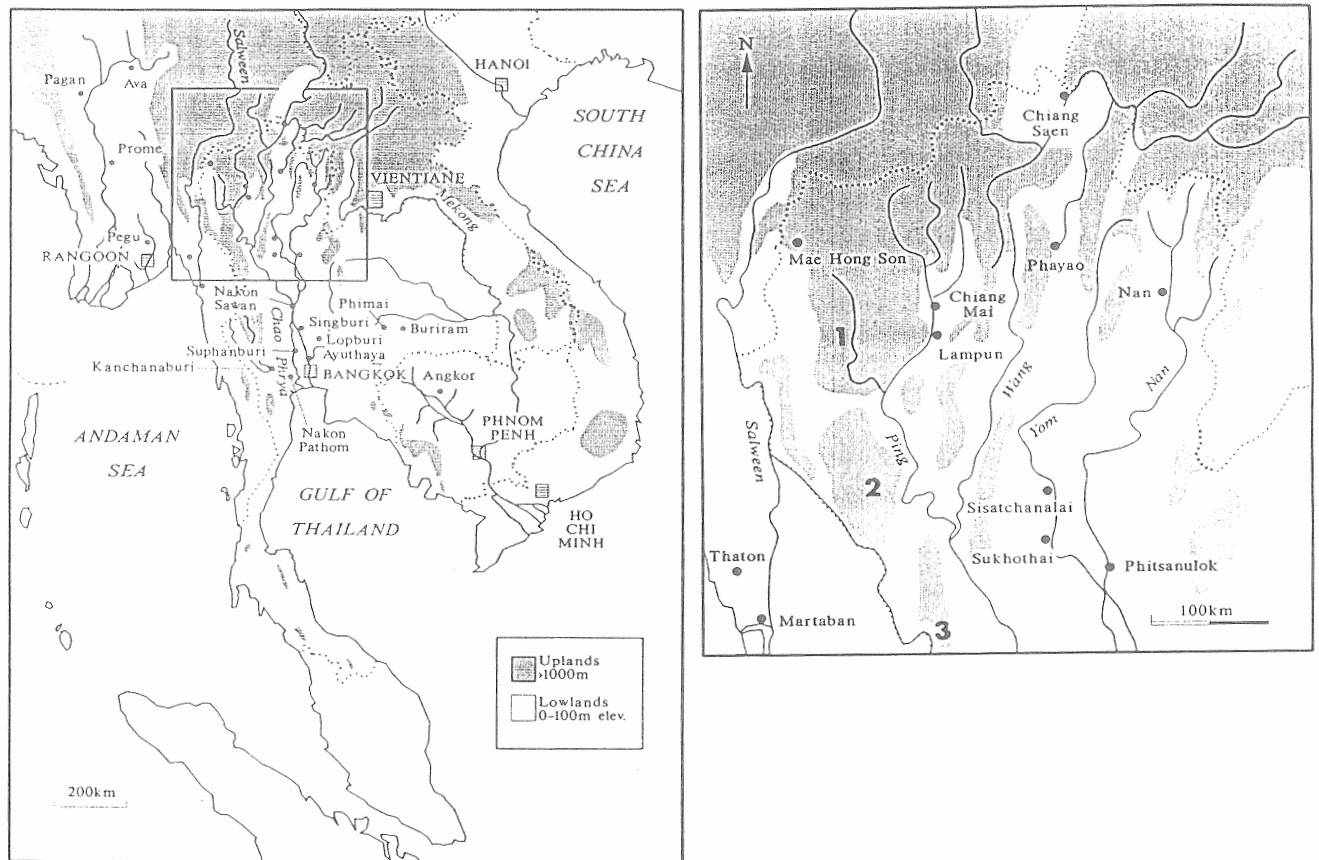 Salween
HANOI
Pagan
Ava
SOUTH
CHINA
SEA
Prome
VIENTIANE
Mekong
Pegu
RANGOON
Nakon
Sawan
Chao
Phrya
Phimai
Singburi
Buriram
Lopburi
Suphanburi
Ayuthaya
Kanchanaburi
BANGKOK
Angkor
PHNOM
PENH
ANDAMAN
SEA
Nakon
Pathom
GULF OF
THAILAND
HO
CHI
MINH
Uplands
>1000m
Lowlands
0-100m elev.
200km
N
Chiang
Saen
Mae Hong Son
Phayao
Nan
Chiang
Mai
1
Lampun
Wang
Nan
Yom
Salween
Ping
2
Sisatchanalai
Thaton
Sukhothai
Phitsanulok
Martaban
3
100km